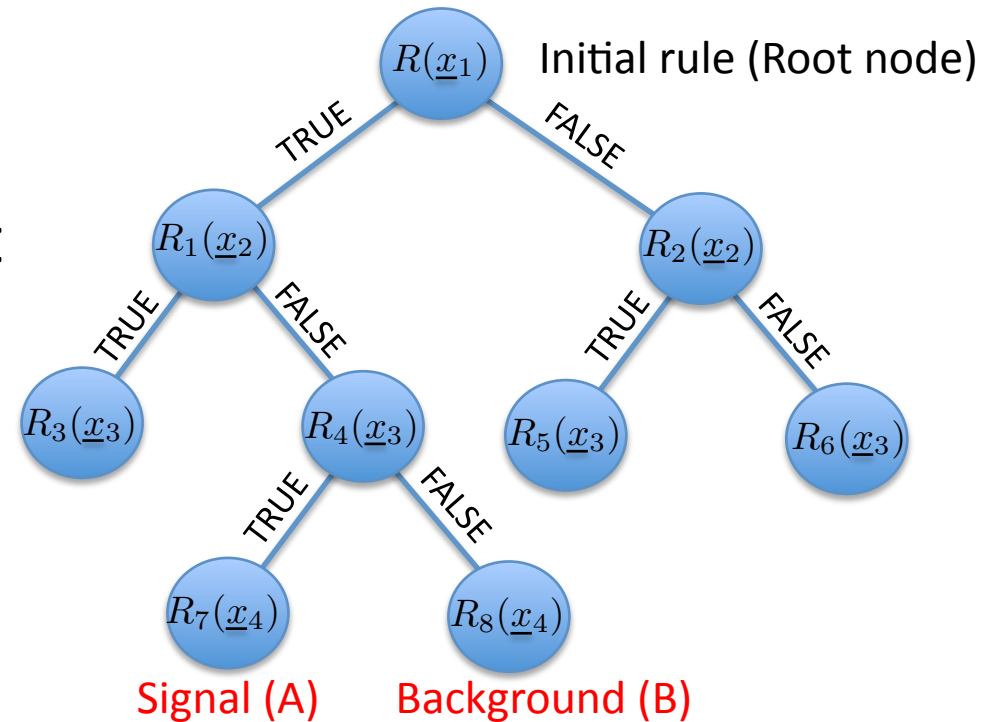 R(x₁) Initial rule (Root node)
TRUE FALSE
R₁(x₂) R₂(x₂)
TRUE FALSE TRUE FALSE
R₃(x₃) R₄(x₃) R₅(x₃) R₆(x₃)
TRUE FALSE
R₇(x₄) R₈(x₄)
Signal (A) Background (B)